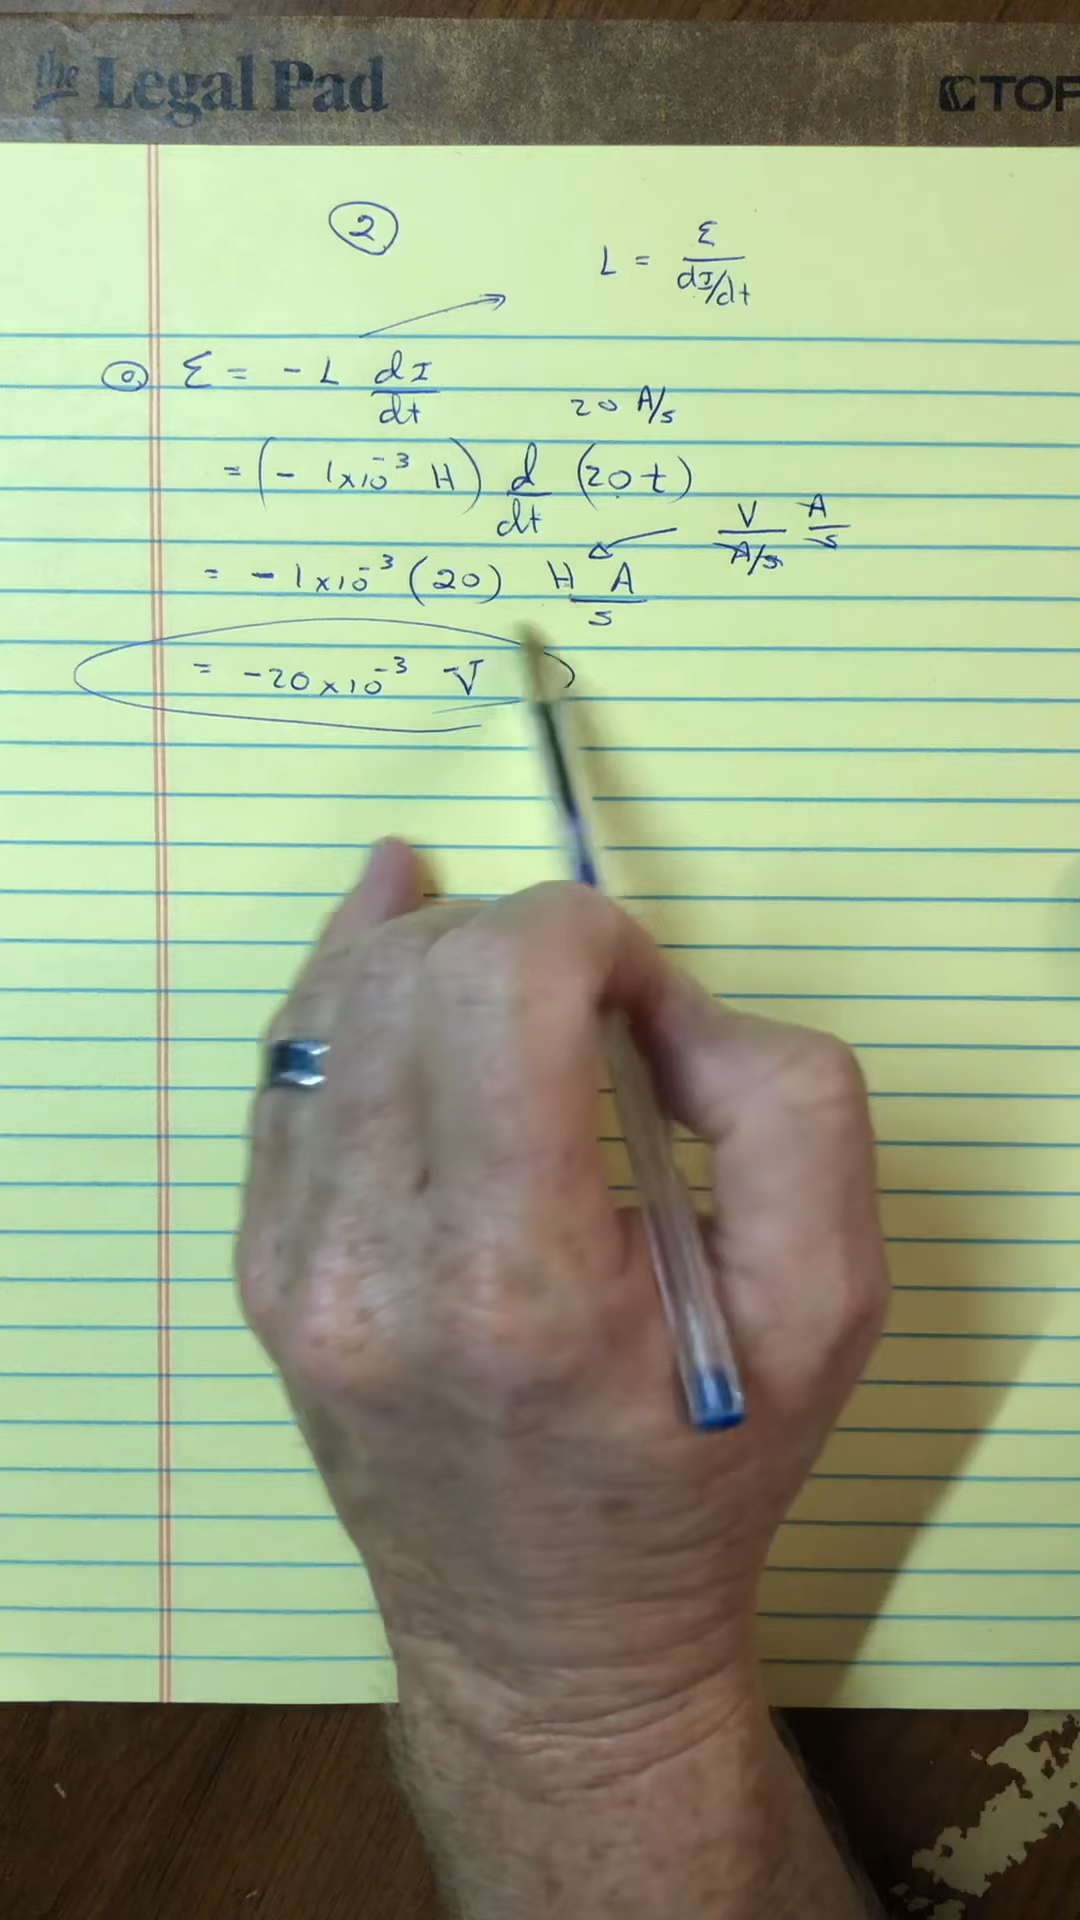 the Legal Pad
TOP
2
L = ε / dI/dt
a ε = - L dI/dt
20 A/s
= (- 1x10⁻³ H) d/dt (20t)
V/A/s A/s
= - 1x10⁻³ (20) H A/s
= -20x10⁻³ V